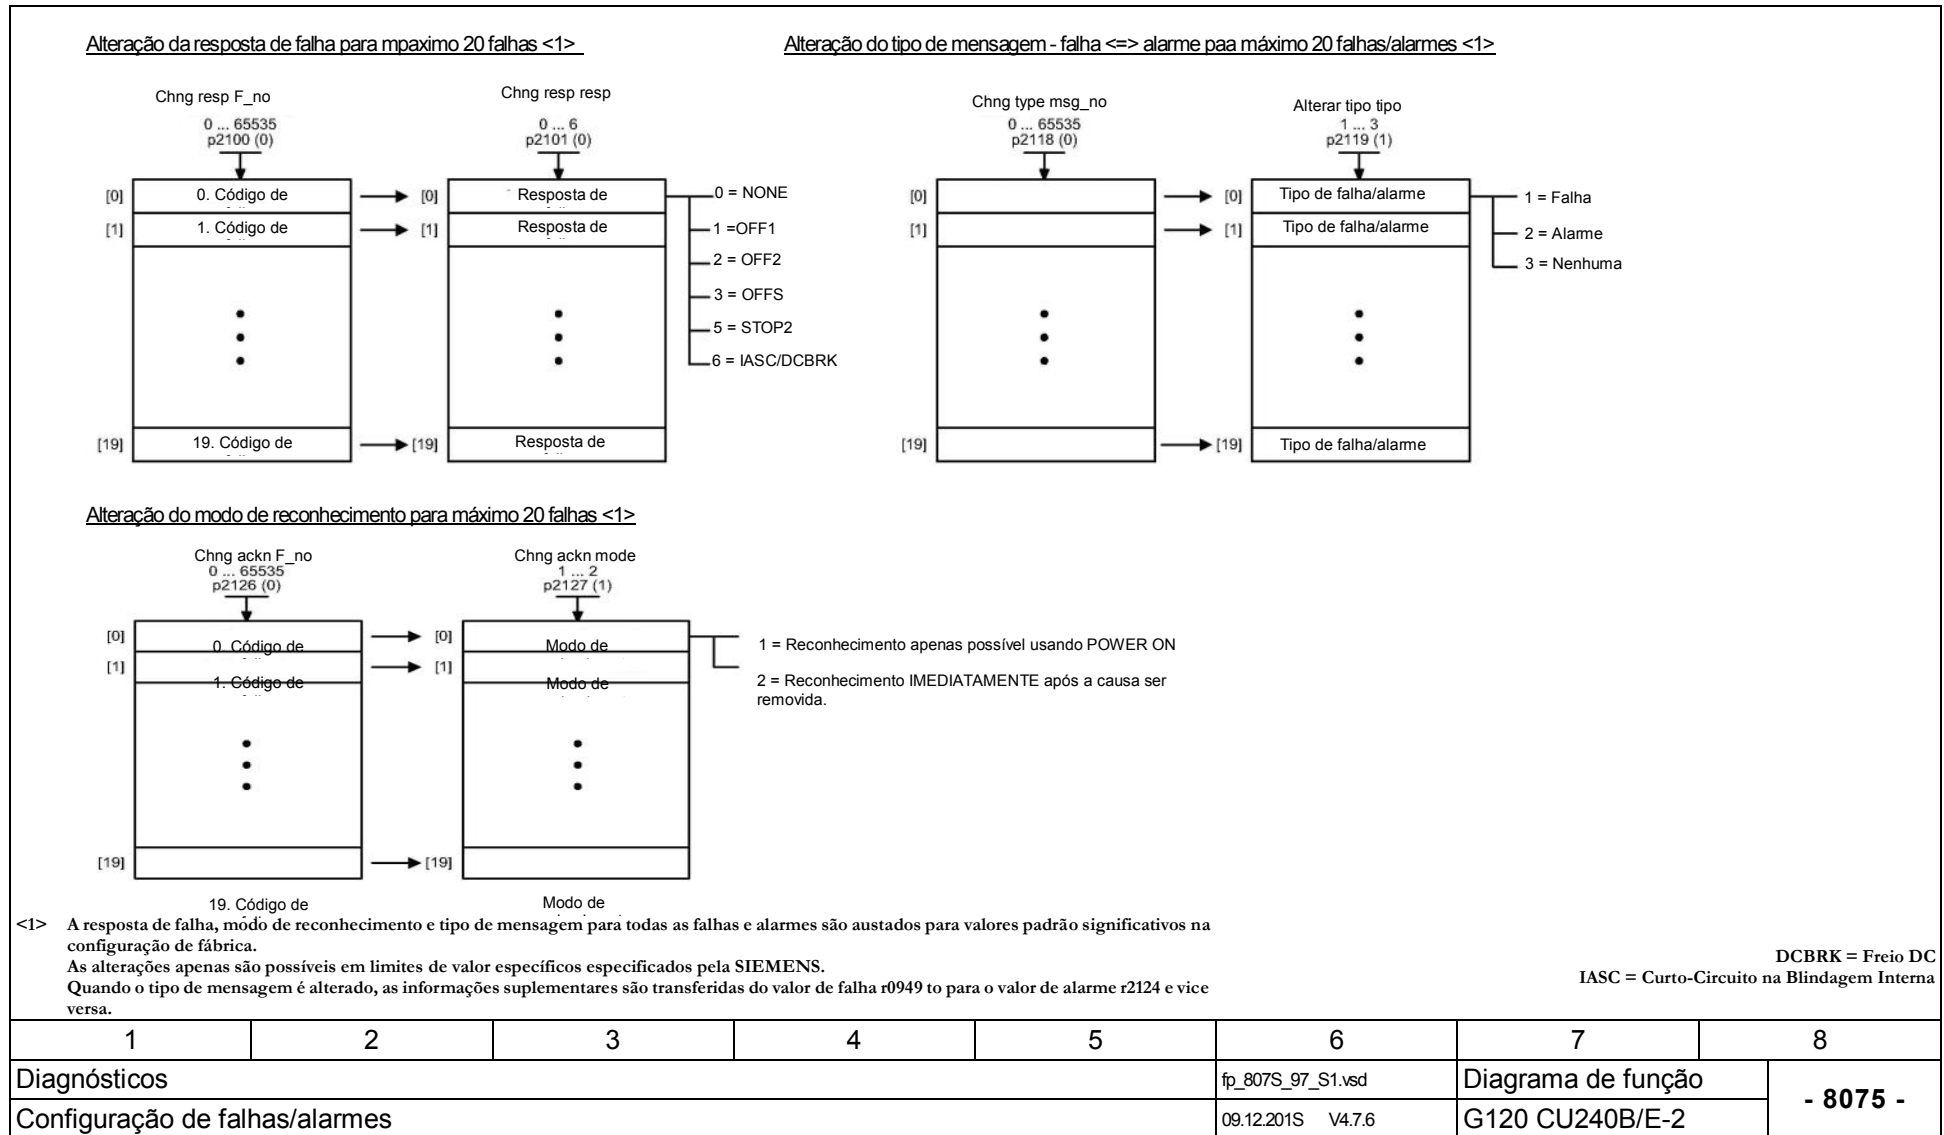 Alteração da resposta de falha para mpaximo 20 falhas <1>
Alteração do tipo de mensagem - falha <=> alarme paa máximo 20 falhas/alarmes <1>
Chng resp F_no
0 ... 65535
p2100 (0)
Chng resp resp
0 ... 6
p2101 (0)
[0] 0. Código de
[0] Resposta de
[1] 1. Código de
[1] Resposta de
[19] 19. Código de
[19] Resposta de
0 = NONE
1 =OFF1
2 = OFF2
3 = OFFS
5 = STOP2
6 = IASC/DCBRK
Chng type msg_no
0 ... 65535
p2118 (0)
Alterar tipo tipo
1 ... 3
p2119 (1)
[0]
[0] Tipo de falha/alarme
[1]
[1] Tipo de falha/alarme
[19]
[19] Tipo de falha/alarme
1 = Falha
2 = Alarme
3 = Nenhuma
Alteração do modo de reconhecimento para máximo 20 falhas <1>
Chng ackn F_no
0 ... 65535
p2126 (0)
Chng ackn mode
1 ... 2
p2127 (1)
[0] 0. Código de
[0] Modo de
[1] 1. Código de
[1] Modo de
[19]
[19]
19. Código de
Modo de
1 = Reconhecimento apenas possível usando POWER ON
2 = Reconhecimento IMEDIATAMENTE após a causa ser
removida.
<1> A resposta de falha, modo de reconhecimento e tipo de mensagem para todas as falhas e alarmes são austados para valores padrão significativos na
configuração de fábrica.
As alterações apenas são possíveis em limites de valor específicos especificados pela SIEMENS.
Quando o tipo de mensagem é alterado, as informações suplementares são transferidas do valor de falha r0949 to para o valor de alarme r2124 e vice
versa.
DCBRK = Freio DC
IASC = Curto-Circuito na Blindagem Interna
1 2 3 4 5 6 7 8
Diagnósticos
fp_807S_97_S1.vsd
Diagrama de função
- 8075 -
Configuração de falhas/alarmes
09.12.201S V4.7.6
G120 CU240B/E-2